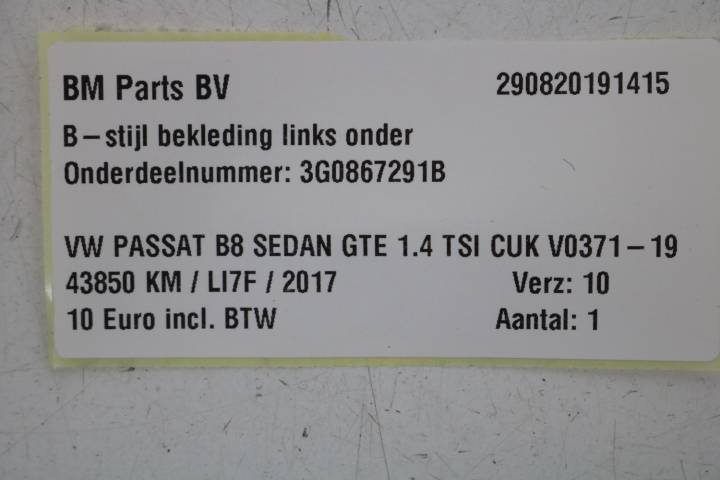 BM Parts BV 290820191415
B-stijl bekleding links onder
Onderdeelnummer: 3G0867291B
VW PASSAT B8 SEDAN GTE 1.4 TSI CUK V0371-19
43850 KM / LI7F / 2017 Verz: 10
10 Euro incl. BTW Aantal: 1